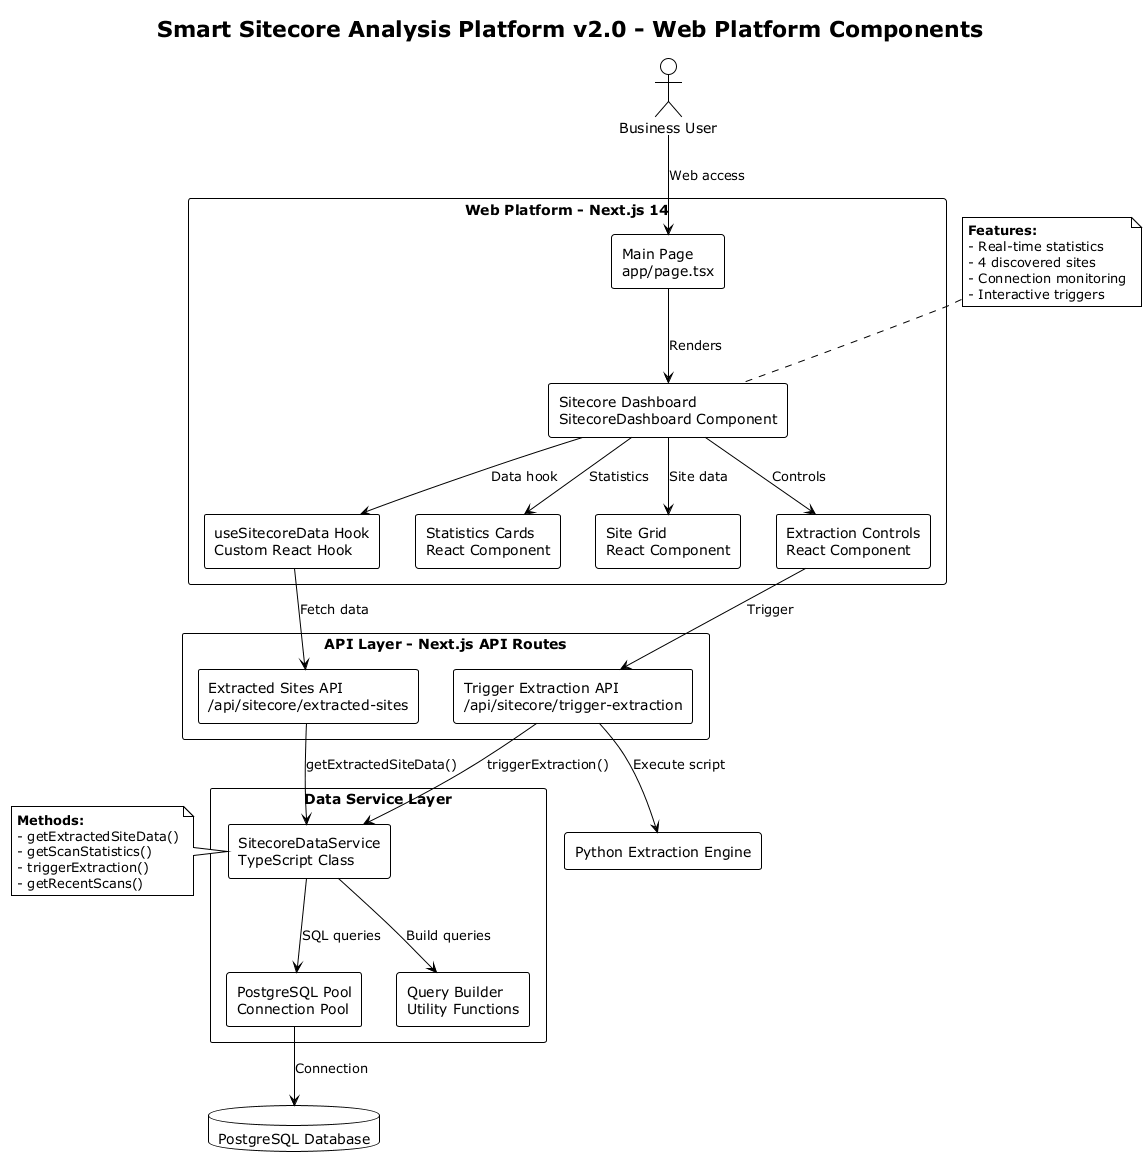 Smart Sitecore Analysis Platform v2.0 - Web Platform Components
Business User
Web access
Web Platform - Next.js 14
Main Page
app/page.tsx
Features:
- Real-time statistics
- 4 discovered sites
- Connection monitoring
- Interactive triggers
Renders
Sitecore Dashboard
SitecoreDashboard Component
Data hook
Statistics
Site data
Controls
useSitecoreData Hook
Custom React Hook
Statistics Cards
React Component
Site Grid
React Component
Extraction Controls
React Component
Fetch data
Trigger
API Layer - Next.js API Routes
Extracted Sites API
/api/sitecore/extracted-sites
Trigger Extraction API
/api/sitecore/trigger-extraction
getExtractedSiteData()
triggerExtraction()
Execute script
Data Service Layer
Methods:
- getExtractedSiteData()
- getScanStatistics()
- triggerExtraction()
- getRecentScans()
SitecoreDataService
TypeScript Class
Python Extraction Engine
SQL queries
Build queries
PostgreSQL Pool
Connection Pool
Query Builder
Utility Functions
Connection
PostgreSQL Database